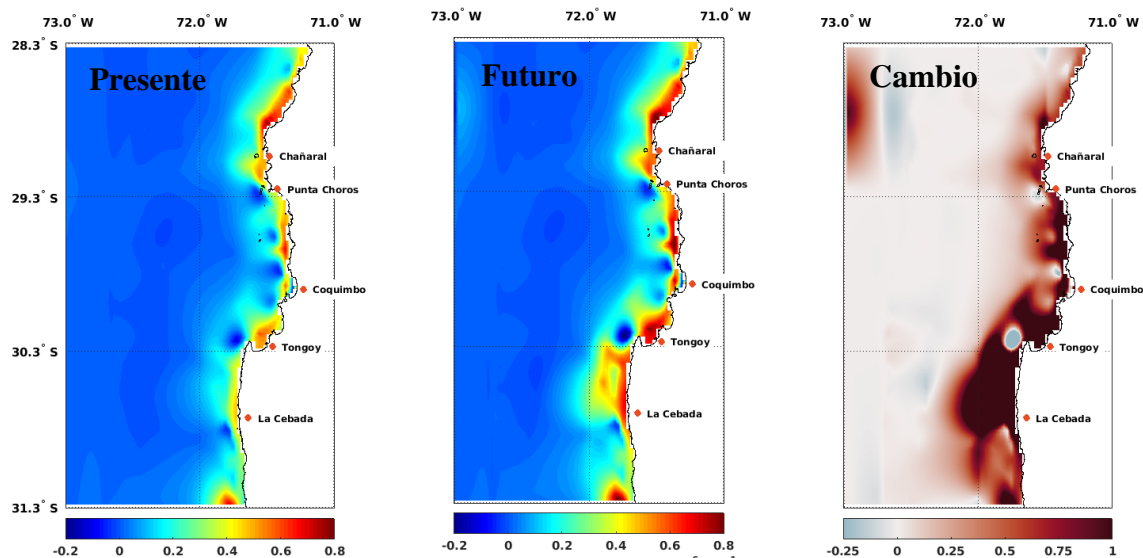 73.0° W 72.0° W 71.0° W
28.3° S
29.3° S
30.3° S
31.3° S
Presente
Chañaral
Punta Choros
Coquimbo
Tongoy
La Cebada
-0.2 0 0.2 0.4 0.6 0.8
73.0° W 72.0° W 71.0° W
Futuro
Chañaral
Punta Choros
Coquimbo
Tongoy
La Cebada
-0.2 0 0.2 0.4 0.6 0.8
73.0° W 72.0° W 71.0° W
Cambio
Chañaral
Punta Choros
Coquimbo
Tongoy
La Cebada
-0.25 0 0.25 0.5 0.75 1